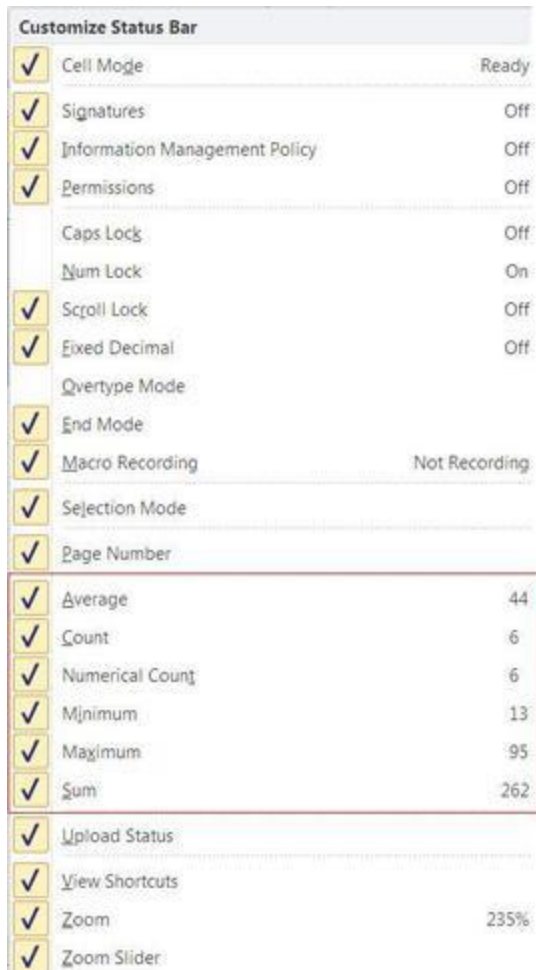 Customize Status Bar
Cell Mode Ready
Signatures Off
Information Management Policy Off
Permissions Off
Caps Lock Off
Num Lock On
Scroll Lock Off
Fixed Decimal Off
Overtype Mode
End Mode
Macro Recording Not Recording
Selection Mode
Page Number
Average 44
Count 6
Numerical Count 6
Minimum 13
Maximum 95
Sum 262
Upload Status
View Shortcuts
Zoom 235%
Zoom Slider